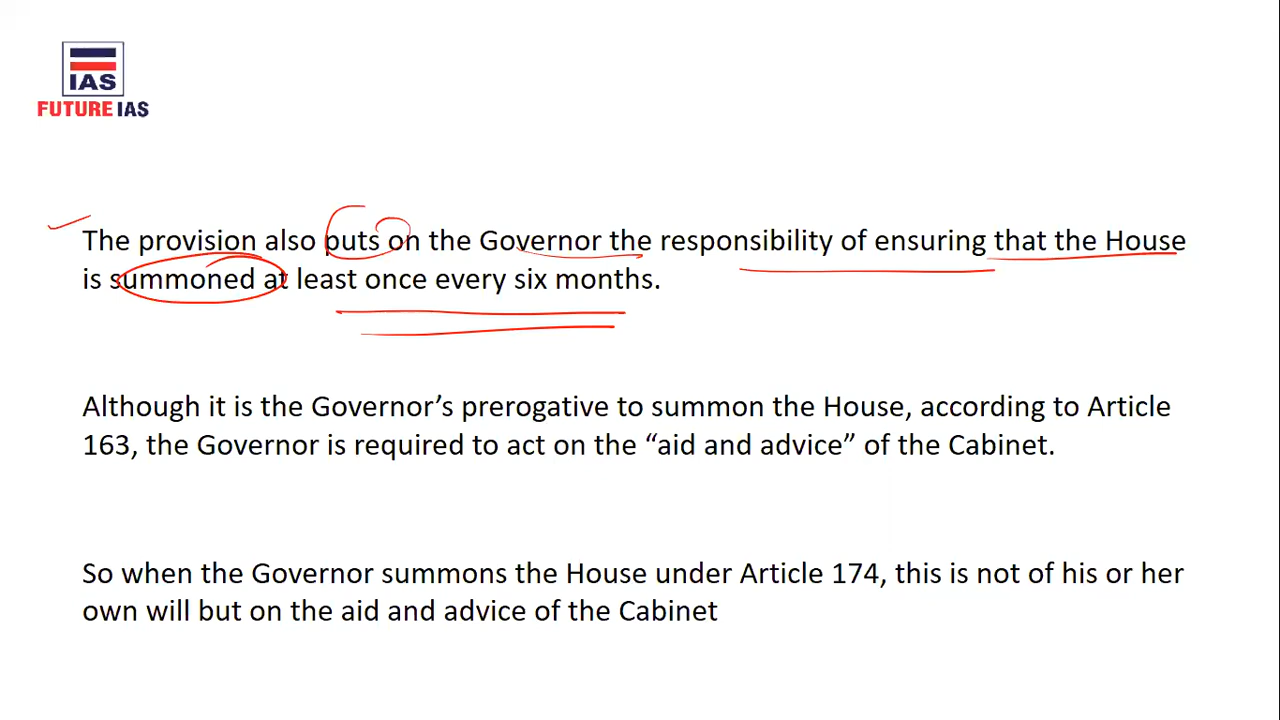 IAS
FUTURE IAS
The provision also puts on the Governor the responsibility of ensuring that the House
is summoned at least once every six months.
Although it is the Governor’s prerogative to summon the House, according to Article
163, the Governor is required to act on the “aid and advice” of the Cabinet.
So when the Governor summons the House under Article 174, this is not of his or her
own will but on the aid and advice of the Cabinet